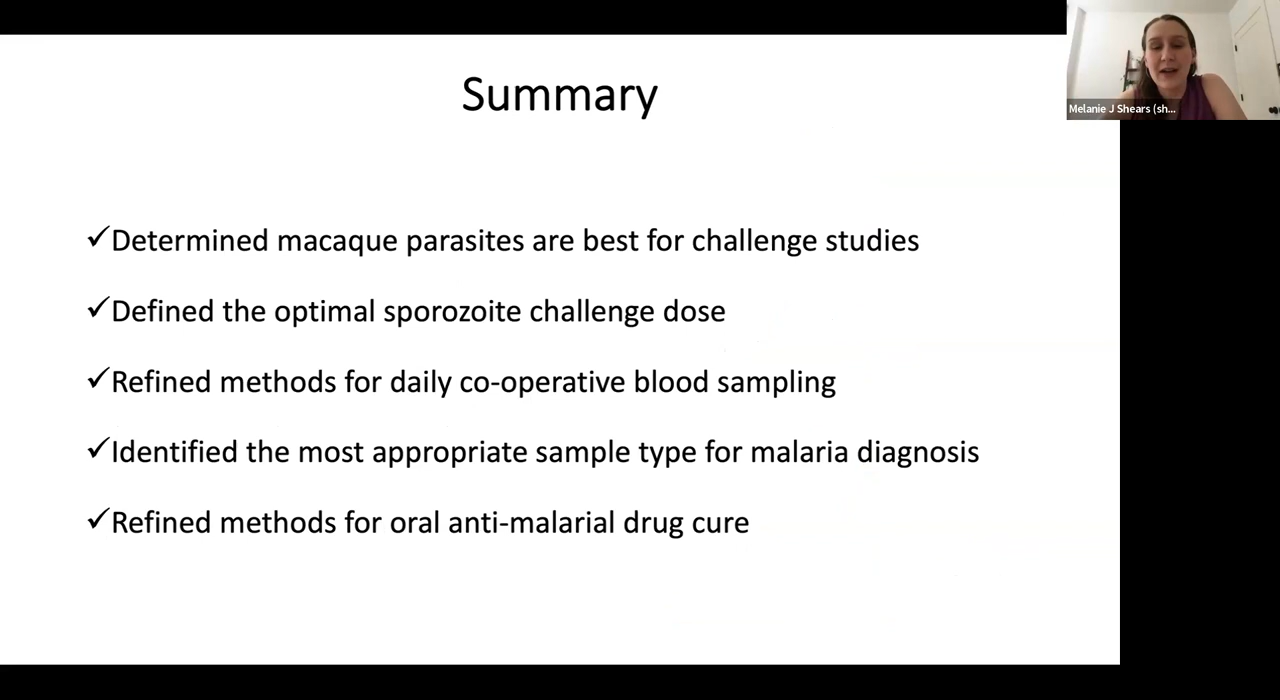 Summary
✓Determined macaque parasites are best for challenge studies
✓Defined the optimal sporozoite challenge dose
✓Refined methods for daily co-operative blood sampling
✓Identified the most appropriate sample type for malaria diagnosis
✓Refined methods for oral anti-malarial drug cure
Melanie J Shears (sh...